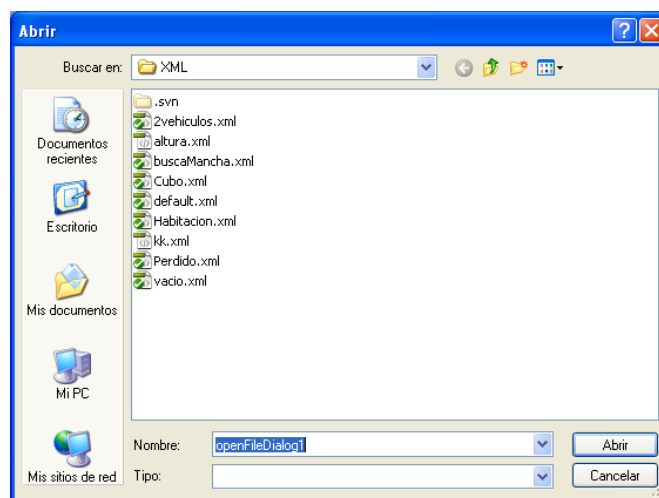 Abrir
Buscar en:
XML
.svn
2vehiculos.xml
altura.xml
buscaMancha.xml
Cubo.xml
default.xml
Habitacion.xml
kk.xml
Perdido.xml
vacio.xml
Documentos
recientes
Escritorio
Mis documentos
Mi PC
Mis sitios de red
Nombre:
openFileDialog1
Abrir
Tipo:
Cancelar